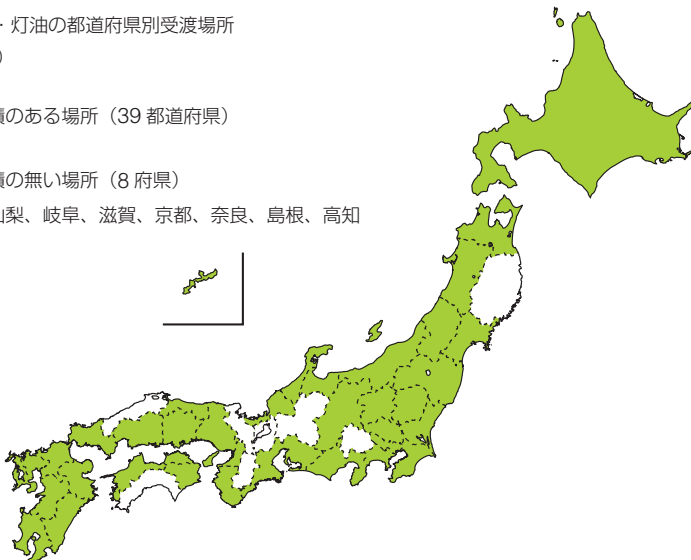 ・灯油の都道府県別受渡場所
)
績のある場所（39 都道府県）
績の無い場所（8 府県）
山梨、岐阜、滋賀、京都、奈良、島根、高知